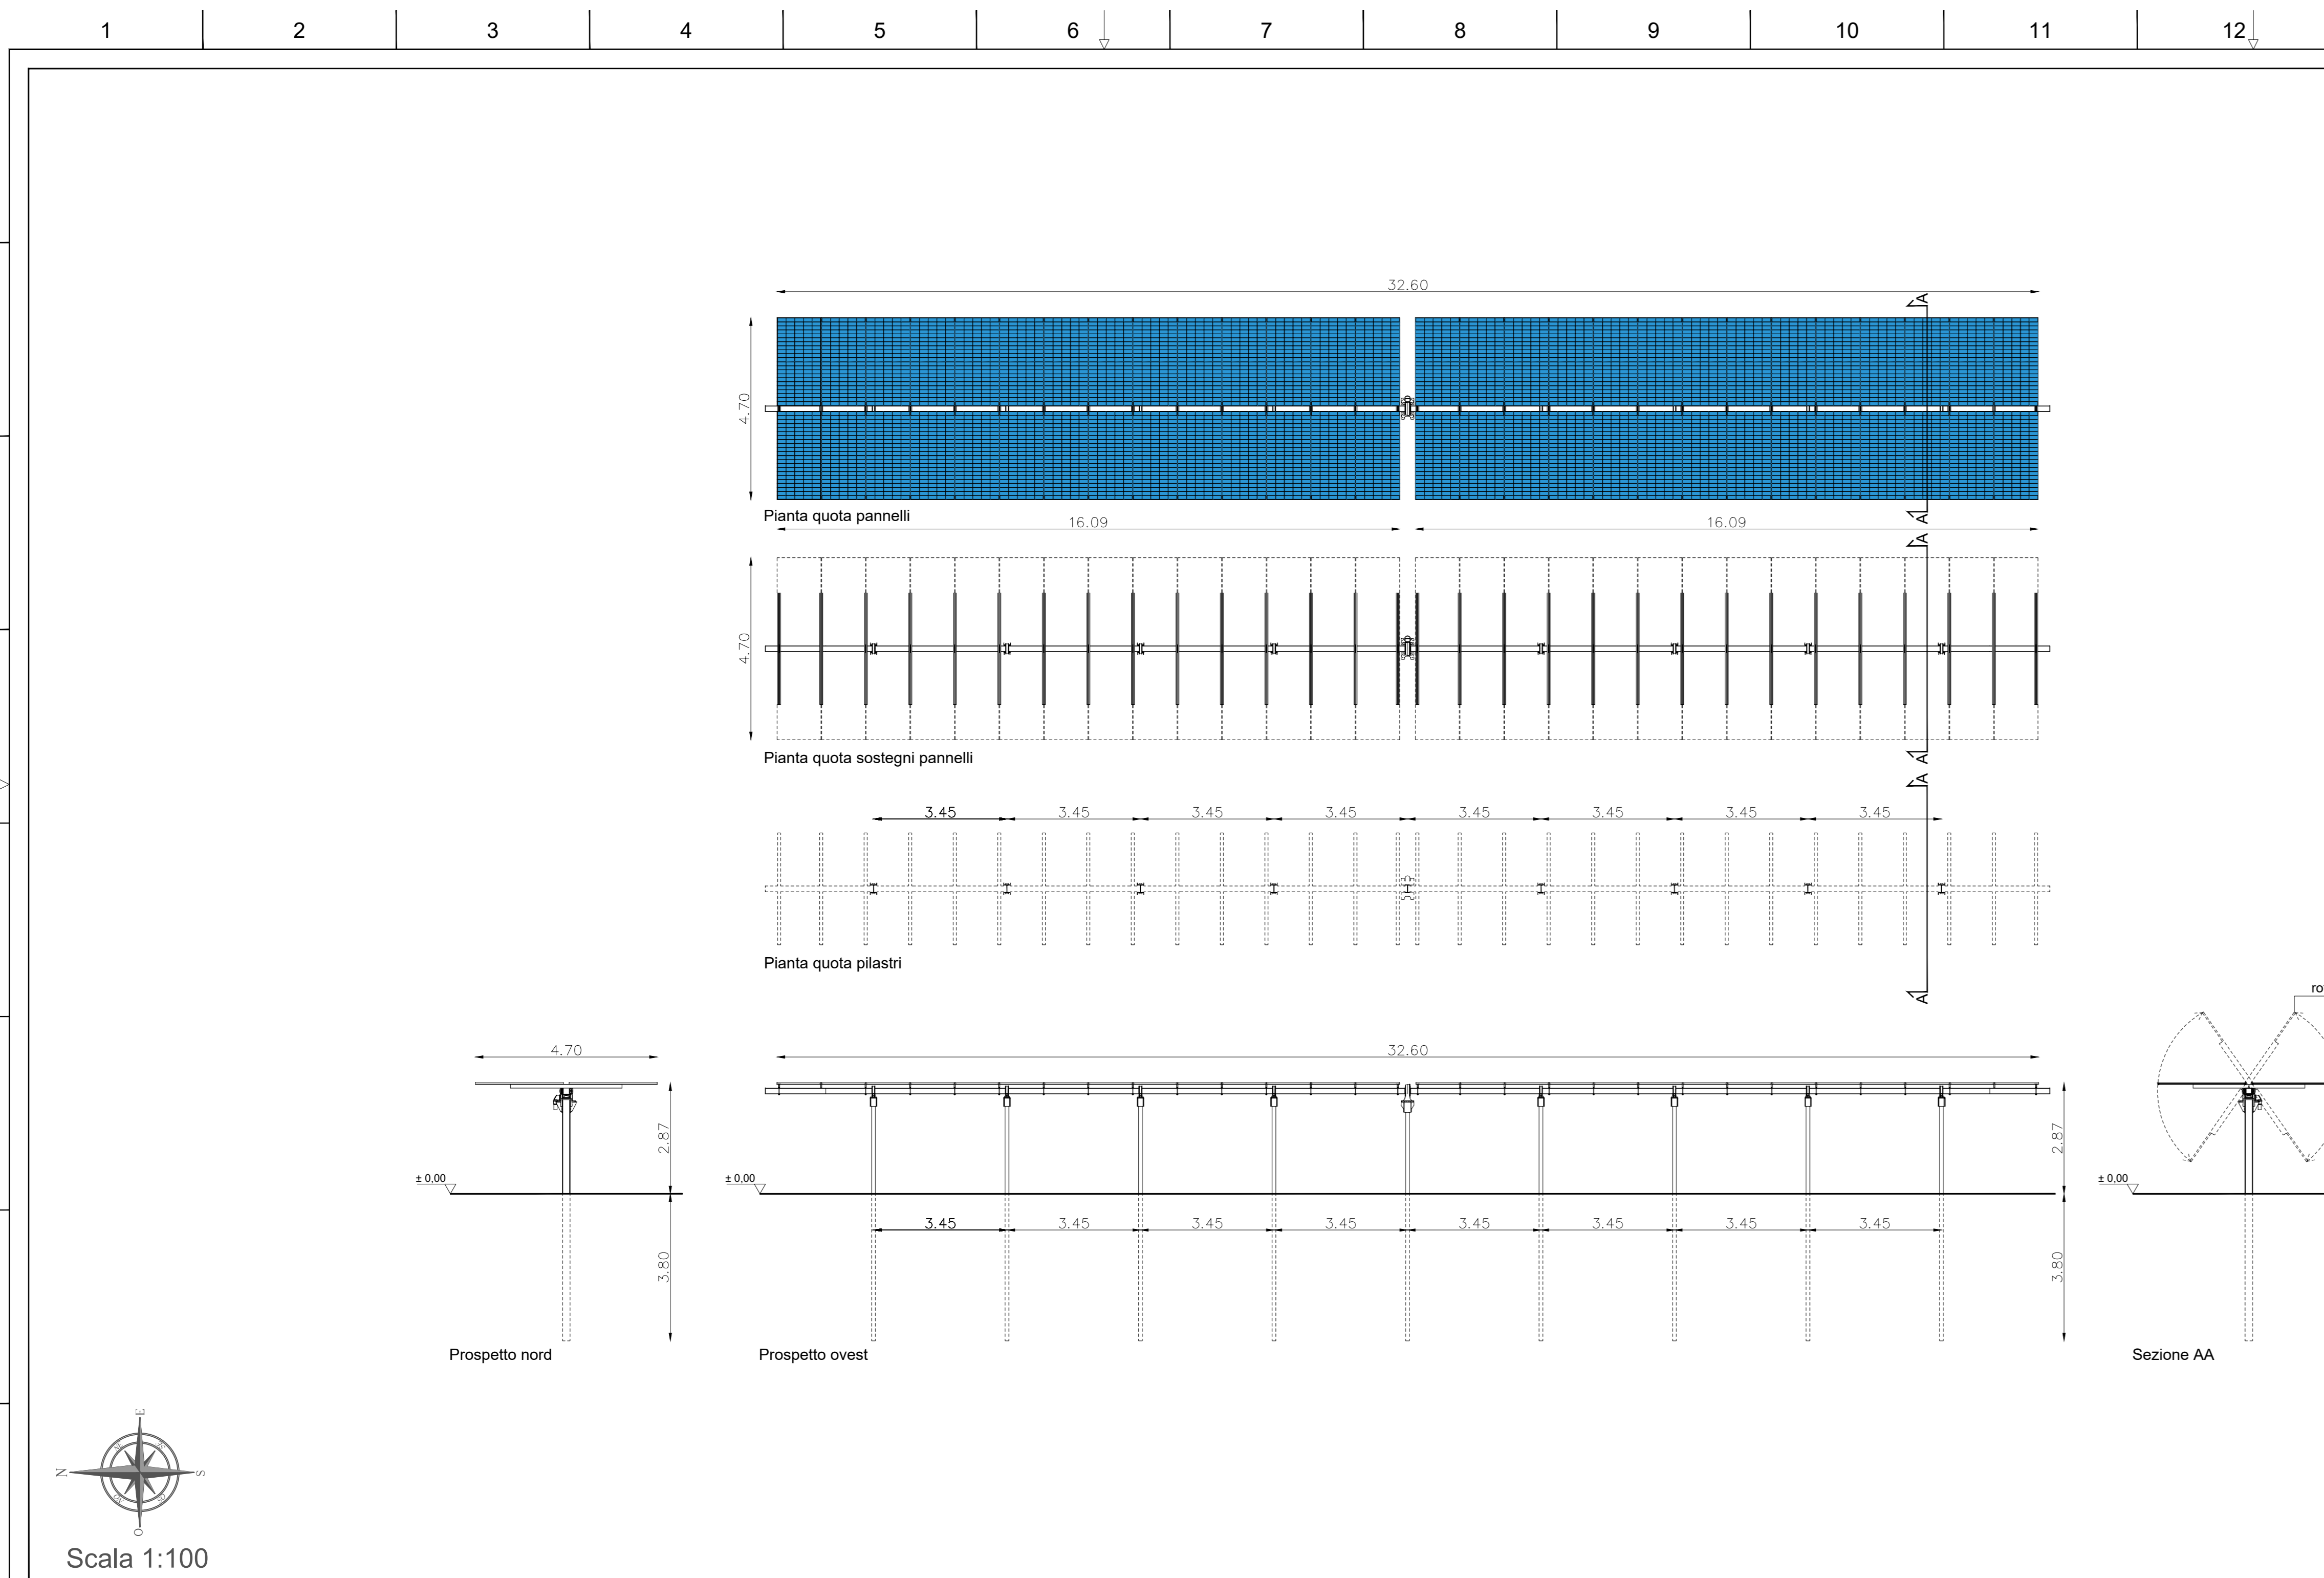 1 2 3 4 5 6 7 8 9 10 11 12
32.60
A
4.70
Pianta quota pannelli
A
16.09 16.09
A
4.70
Pianta quota sostegni pannelli
A
A
3.45 3.45 3.45 3.45 3.45 3.45 3.45 3.45
Pianta quota pilastri
A
ro
4.70 32.60
2.87 2.87
± 0,00 ± 0,00 ± 0,00
3.45 3.45 3.45 3.45 3.45 3.45 3.45 3.45
3.80 3.80
Prospetto nord Prospetto ovest Sezione AA
E
N S
O
Scala 1:100